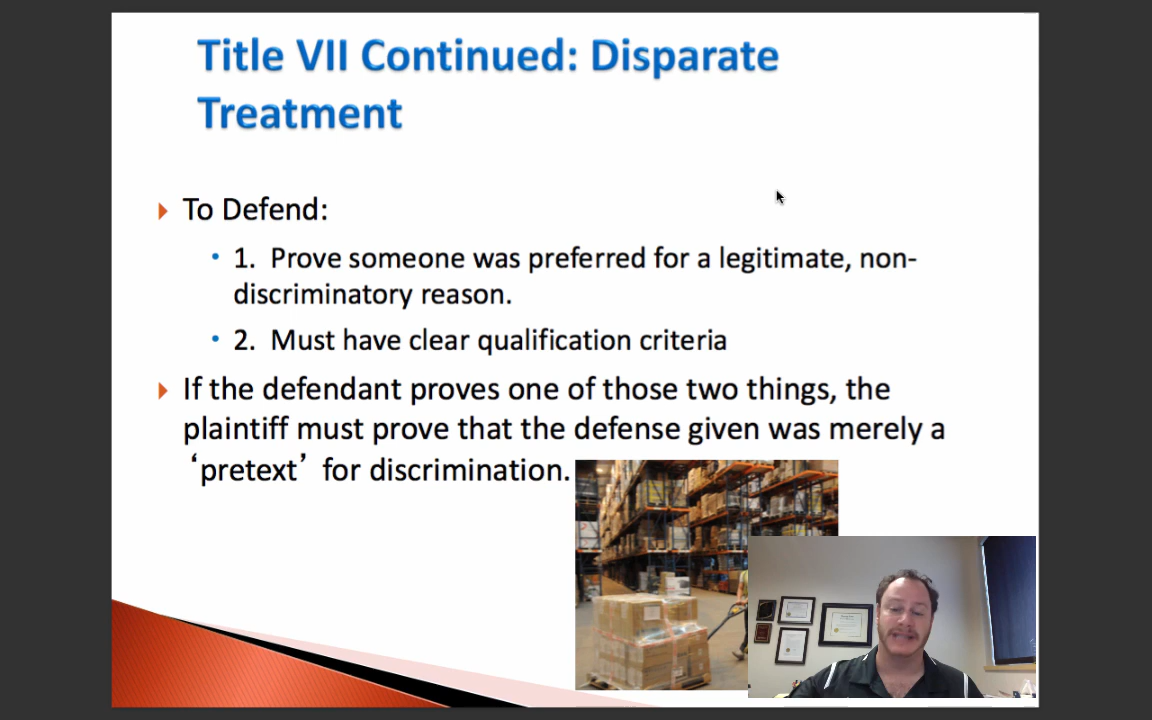 Title VII Continued: Disparate
Treatment
To Defend:
1. Prove someone was preferred for a legitimate, non-
discriminatory reason.
2. Must have clear qualification criteria
If the defendant proves one of those two things, the
plaintiff must prove that the defense given was merely a
‘pretext’ for discrimination.